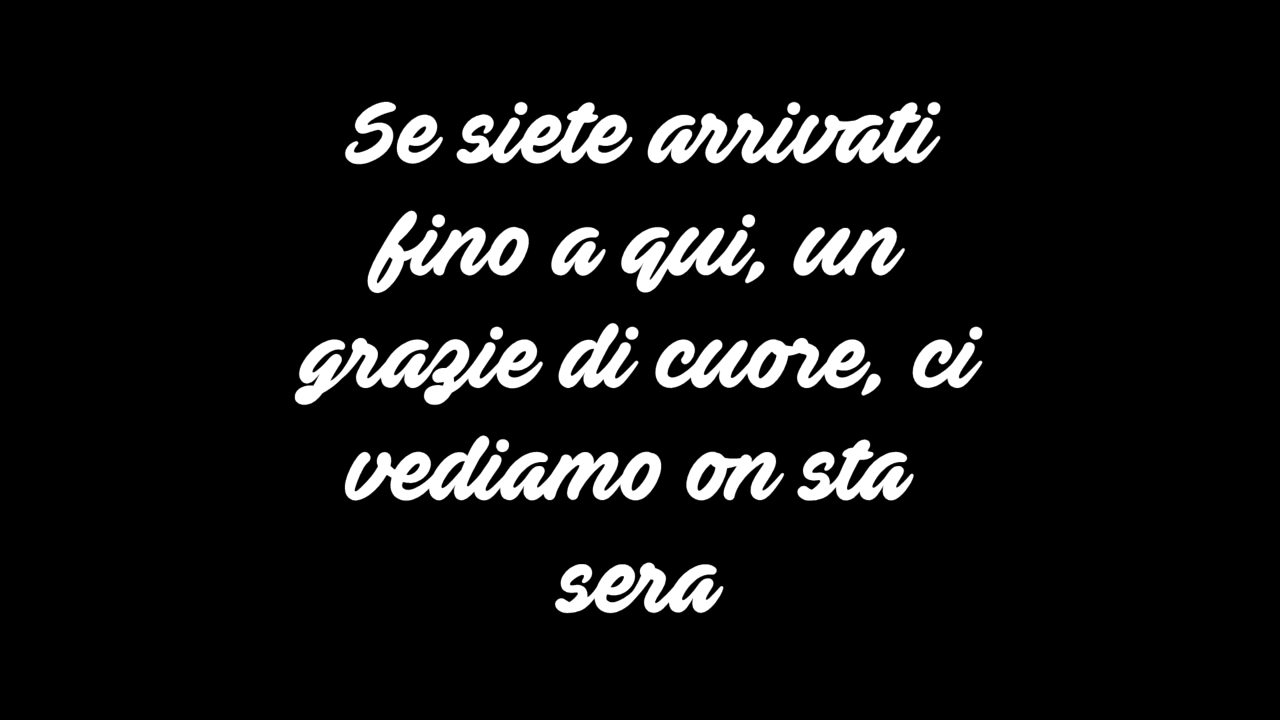 Se siete arrivati
fino a qui, un
grazie di cuore, ci
vediamo on sta
sera